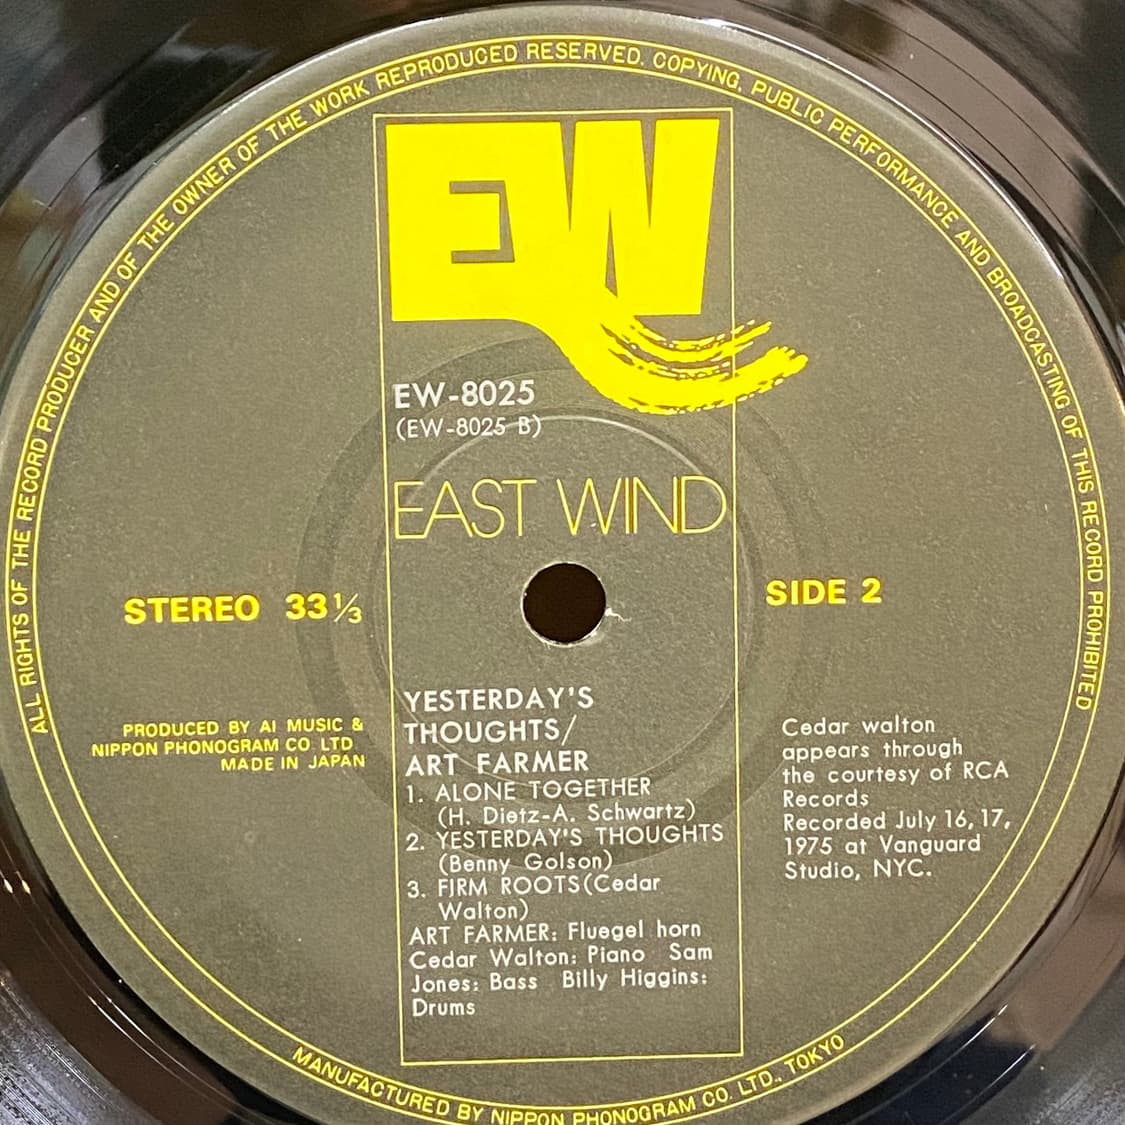 ALL RIGHTS OF THE RECORD PRODUCER AND OF THE OWNER OF THE WORK REPRODUCED RESERVED. COPYING, PUBLIC PERFORMANCE AND BROADCASTING OF THIS RECORD PROHIBITED
EW
EW-8025
(EW-8025 B)
EAST WIND
STEREO 33⅓
SIDE 2
PRODUCED BY AI MUSIC &
NIPPON PHONOGRAM CO. LTD
MADE IN JAPAN
YESTERDAY'S
THOUGHTS/
ART FARMER
1. ALONE TOGETHER
(H. Dietz-A. Schwartz)
2. YESTERDAY'S THOUGHTS
(Benny Golson)
3. FIRM ROOTS(Cedar
Walton)
ART FARMER: Fluegel horn
Cedar Walton: Piano Sam
Jones: Bass Billy Higgins:
Drums
Cedar walton
appears through
the courtesy of RCA
Records
Recorded July 16, 17,
1975 at Vanguard
Studio, NYC.
MANUFACTURED BY NIPPON PHONOGRAM CO. LTD., TOKYO